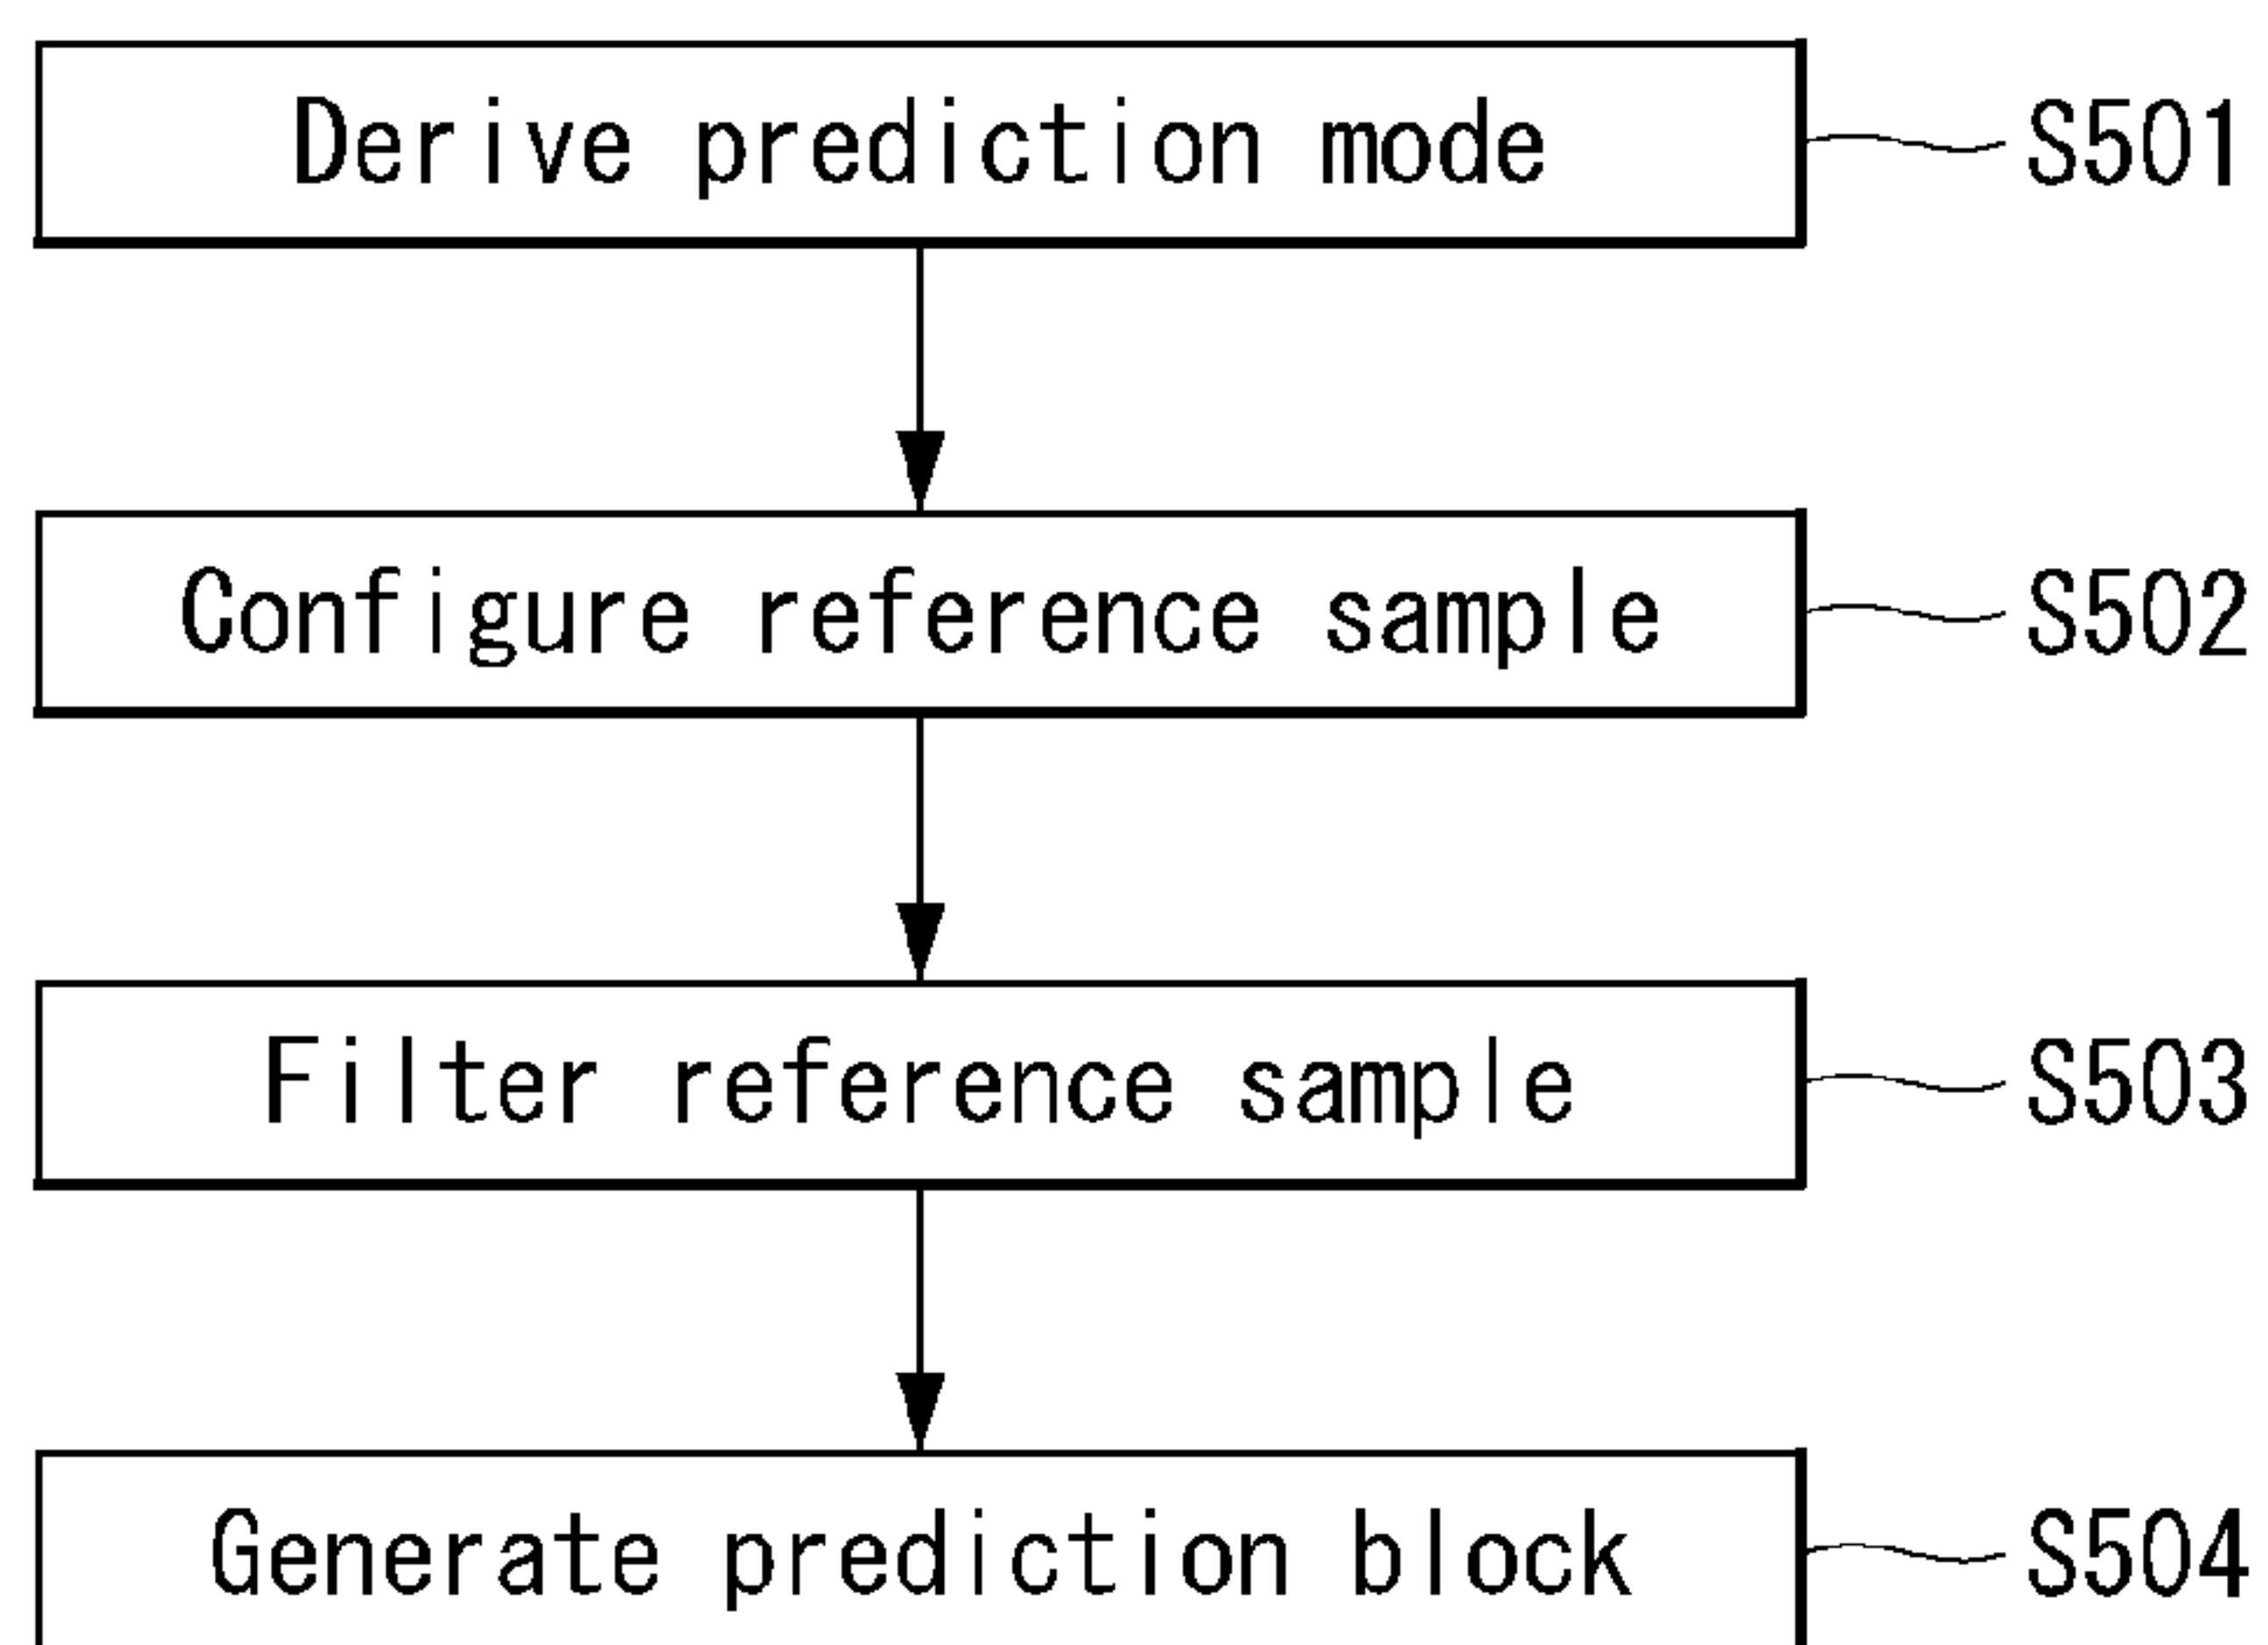 Derive prediction mode S501
Configure reference sample S502
Filter reference sample S503
Generate prediction block S504